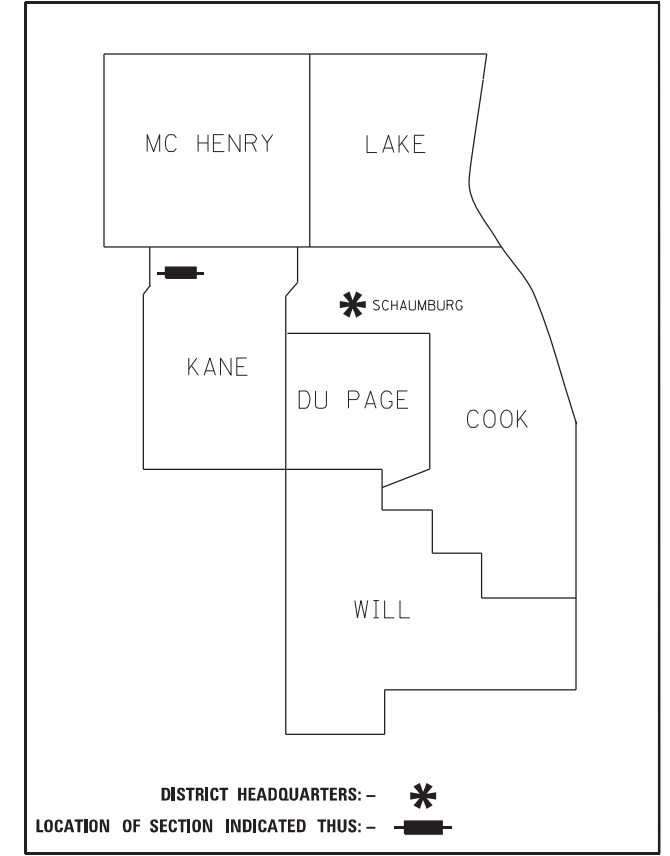 MC HENRY
LAKE
SCHAUMBURG
KANE
DU PAGE
COOK
WILL
DISTRICT HEADQUARTERS: –
LOCATION OF SECTION INDICATED THUS: –